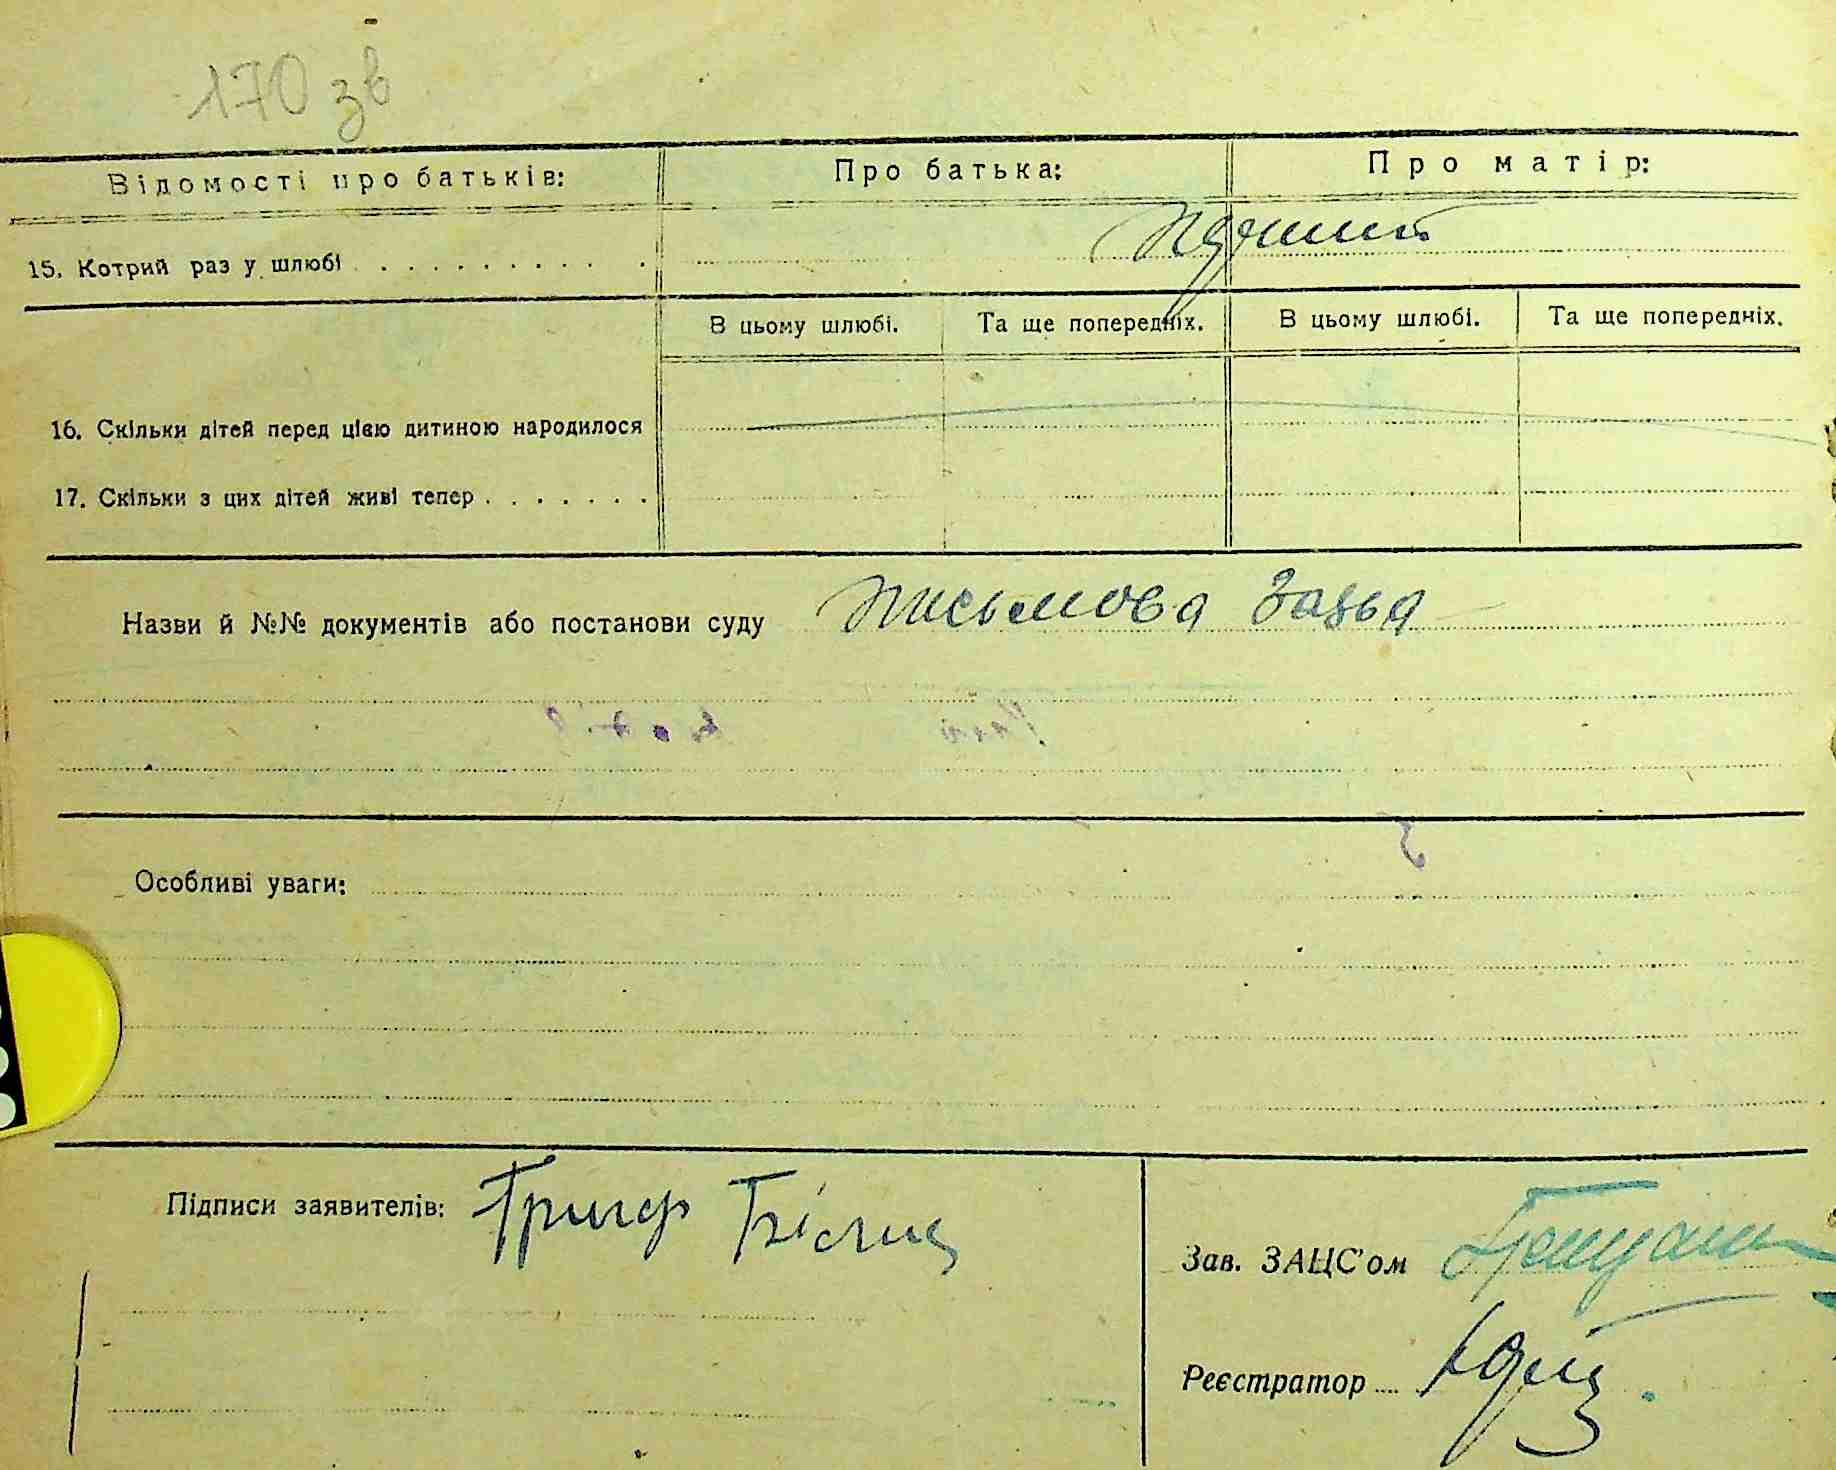 170 зв
Відомості про батьків: Про батька: Про матір:
15. Котрий раз у шлюбі . . . . . . . . . . .
В цьому шлюбі. Та ще попередніх. В цьому шлюбі. Та ще попередніх.
16. Скільки дітей перед цією дитиною народилося
17. Скільки з цих дітей живі тепер . . . . . . .
Назви й №№ документів або постанови суду письмова Заява
Особливі уваги:
Підписи заявителів:
Зав. ЗАЦС'ом
Реєстратор